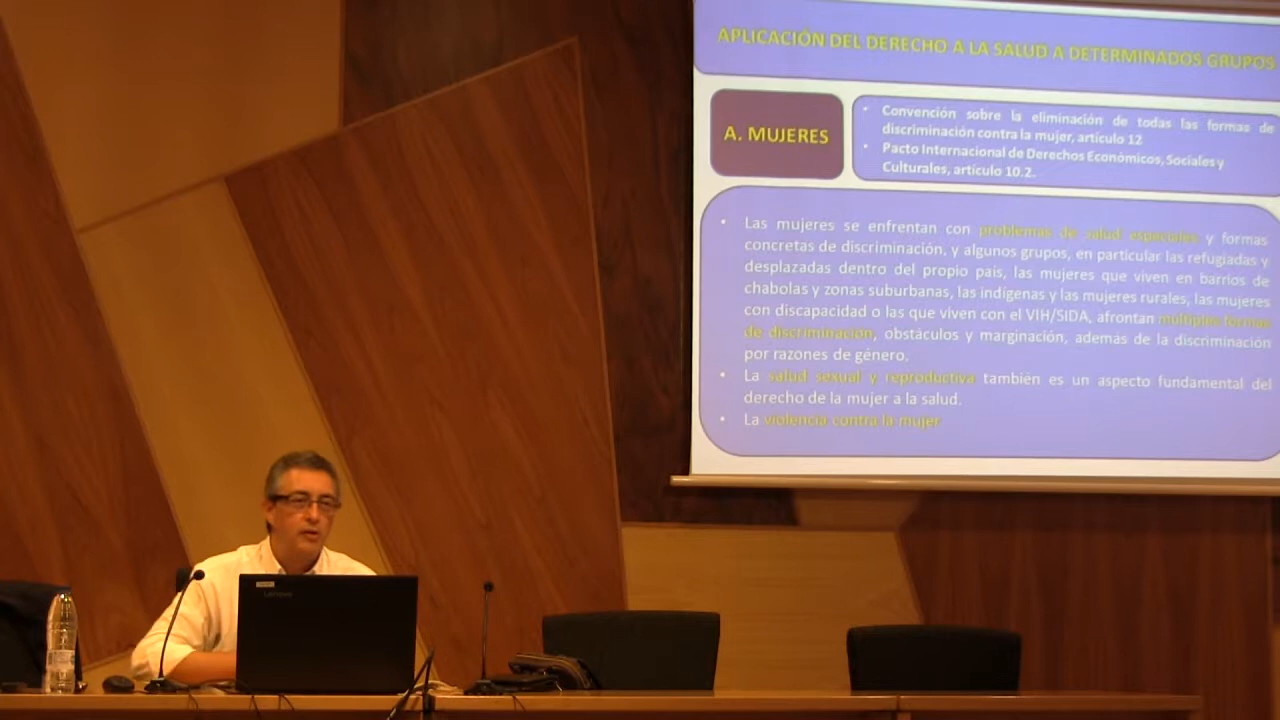 APLICACIÓN DEL DERECHO A LA SALUD A DETERMINADOS GRUPOS
A. MUJERES
• Convención sobre la eliminación de todas las formas de
discriminación contra la mujer, artículo 12
• Pacto Internacional de Derechos Económicos, Sociales y
Culturales, artículo 10.2.
• Las mujeres se enfrentan con problemas de salud especiales y formas
concretas de discriminación, y algunos grupos, en particular las refugiadas y
desplazadas dentro del propio país, las mujeres que viven en barrios de
chabolas y zonas suburbanas, las indígenas y las mujeres rurales, las mujeres
con discapacidad o las que viven con el VIH/SIDA, afrontan múltiples formas
de discriminación, obstáculos y marginación, además de la discriminación
por razones de género.
• La salud sexual y reproductiva también es un aspecto fundamental del
derecho de la mujer a la salud.
• La violencia contra la mujer
Lenovo